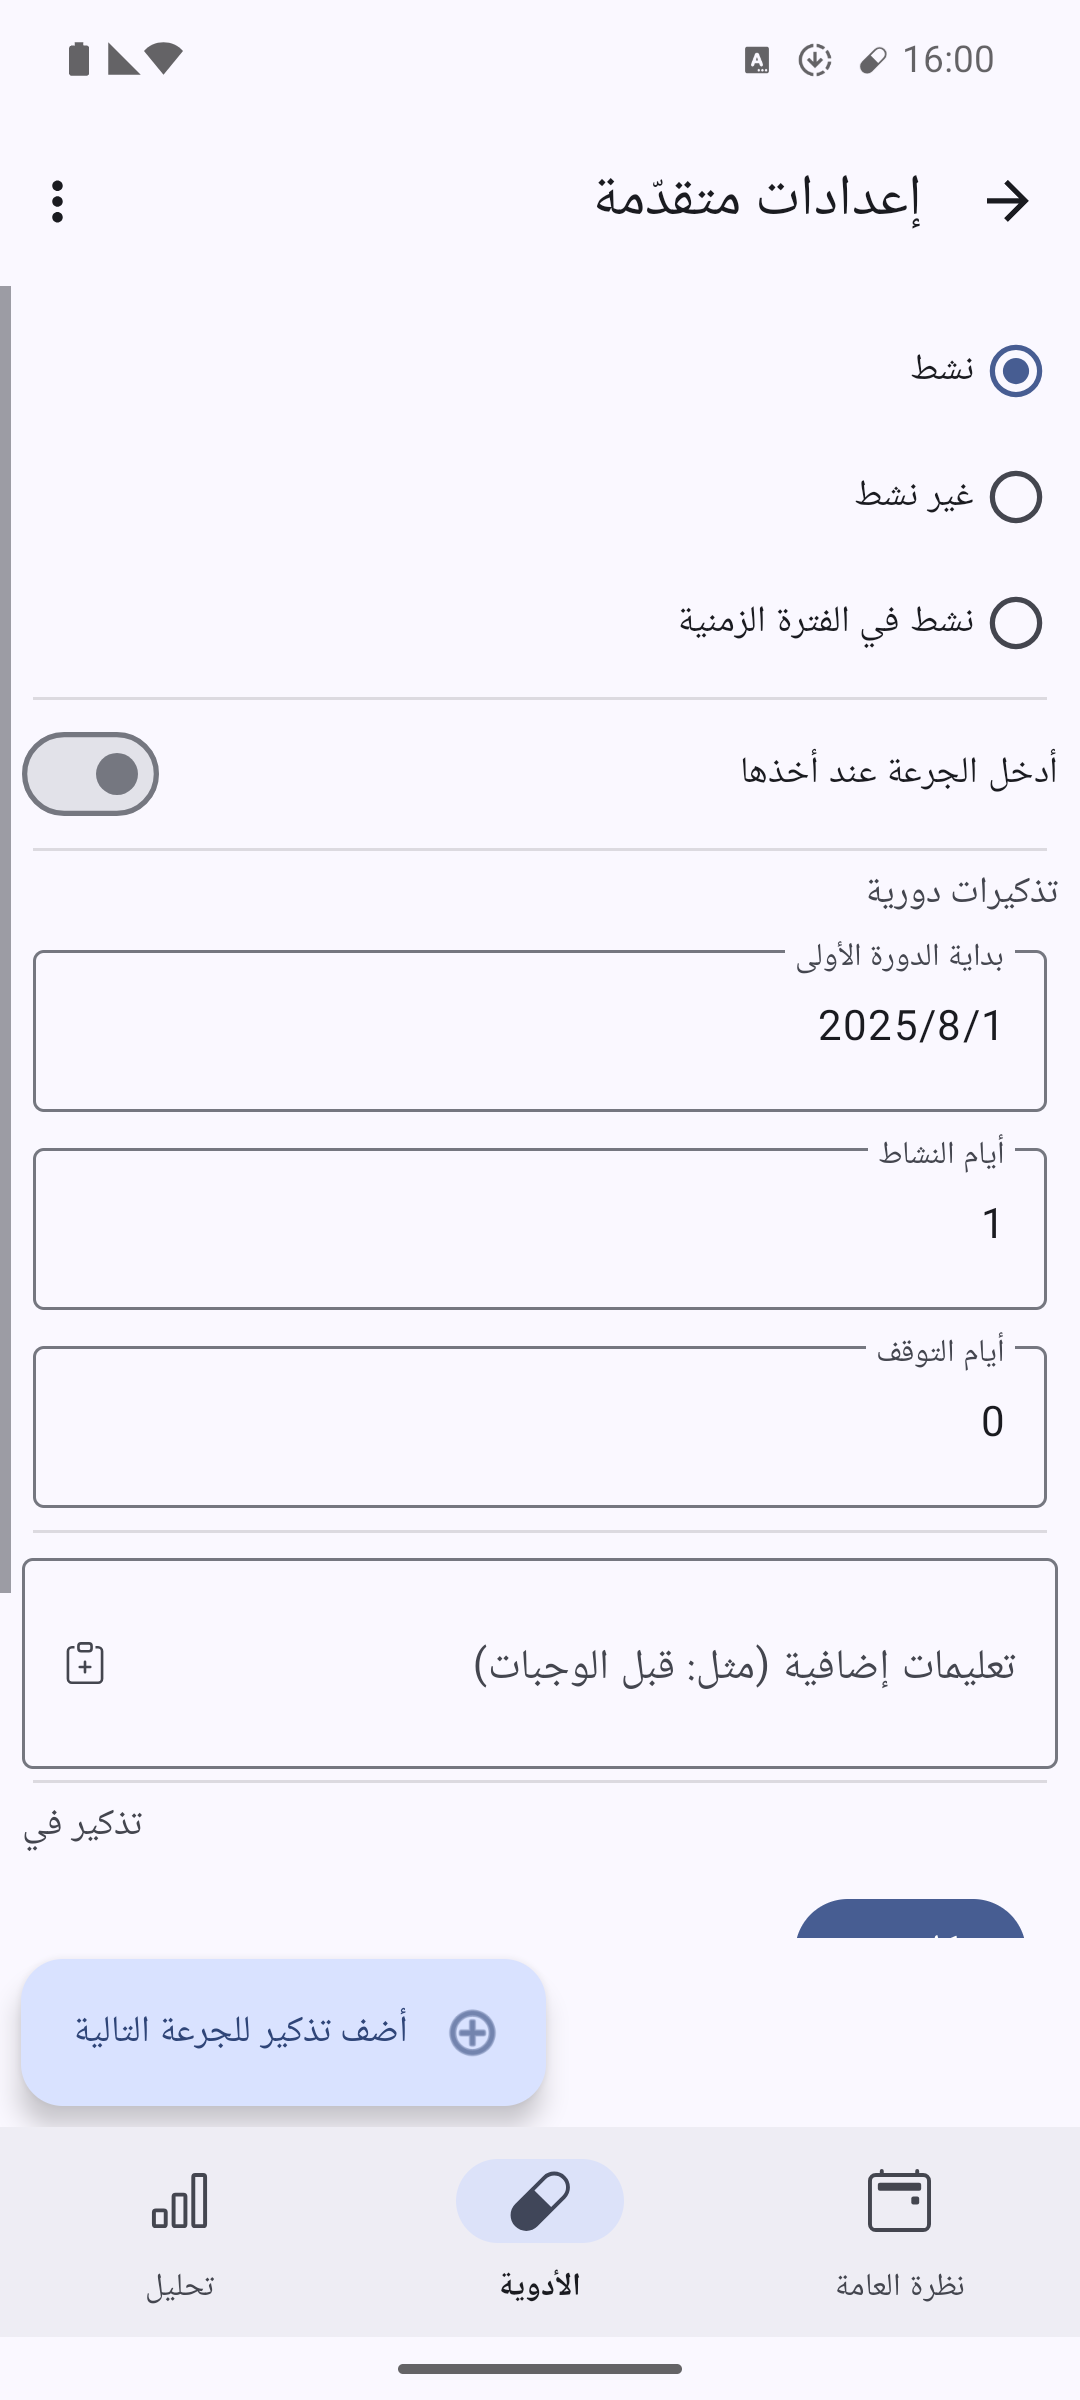 16:00
إعدادات متقدّمة
نشط
غير نشط
نشط في الفترة الزمنية
أدخل الجرعة عند أخذها
تذكيرات دورية
بداية الدورة الأولى
2025/8/1
أيام النشاط
1
أيام التوقف
0
تعليمات إضافية (مثل: قبل الوجبات)
تذكير في
أضف تذكير للجرعة التالية
نظرة العامة
الأدوية
تحليل